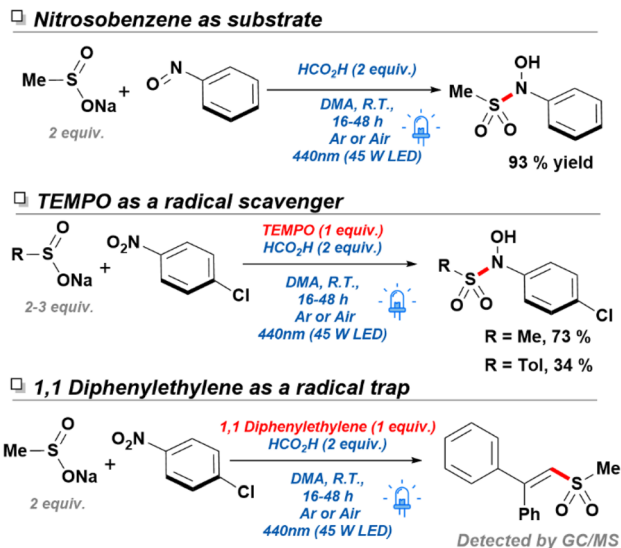 Nitrosobenzene as substrate
Me
S
O
ONa
+
O
N
2 equiv.
HCO2H (2 equiv.)
DMA, R.T.,
16-48 h
Ar or Air
440nm (45 W LED)
OH
N
Me
S
O O
93 % yield
TEMPO as a radical scavenger
R
S
O
ONa
+
O2N
Cl
2-3 equiv.
TEMPO (1 equiv.)
HCO2H (2 equiv.)
DMA, R.T.,
16-48 h
Ar or Air
440nm (45 W LED)
OH
N
R
S
O O
Cl
R = Me, 73 %
R = Tol, 34 %
1,1 Diphenylethylene as a radical trap
Me
S
O
ONa
+
O2N
Cl
2 equiv.
1,1 Diphenylethylene (1 equiv.)
HCO2H (2 equiv.)
DMA, R.T.,
16-48 h
Ar or Air
440nm (45 W LED)
Me
S
O O
Ph
Detected by GC/MS